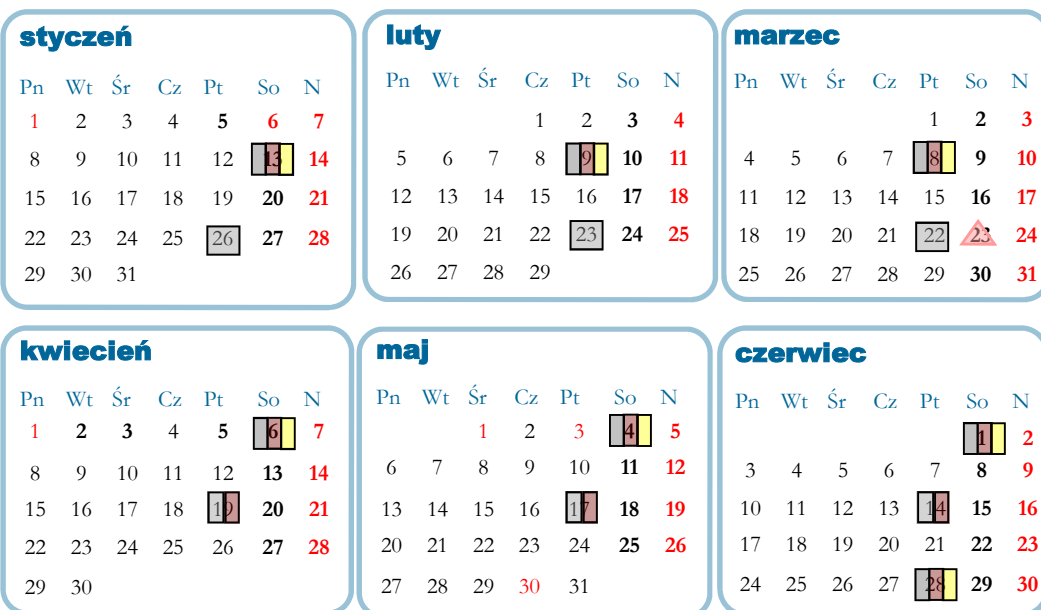 styczeń
Pn Wt Śr Cz Pt So N
1 2 3 4 5 6 7
8 9 10 11 12 13 14
15 16 17 18 19 20 21
22 23 24 25 26 27 28
29 30 31
luty
Pn Wt Śr Cz Pt So N
1 2 3 4
5 6 7 8 9 10 11
12 13 14 15 16 17 18
19 20 21 22 23 24 25
26 27 28 29
marzec
Pn Wt Śr Cz Pt So N
1 2 3
4 5 6 7 8 9 10
11 12 13 14 15 16 17
18 19 20 21 22 23 24
25 26 27 28 29 30 31
kwiecień
Pn Wt Śr Cz Pt So N
1 2 3 4 5 6 7
8 9 10 11 12 13 14
15 16 17 18 19 20 21
22 23 24 25 26 27 28
29 30
maj
Pn Wt Śr Cz Pt So N
1 2 3 4 5
6 7 8 9 10 11 12
13 14 15 16 17 18 19
20 21 22 23 24 25 26
27 28 29 30 31
czerwiec
Pn Wt Śr Cz Pt So N
1 2
3 4 5 6 7 8 9
10 11 12 13 14 15 16
17 18 19 20 21 22 23
24 25 26 27 28 29 30